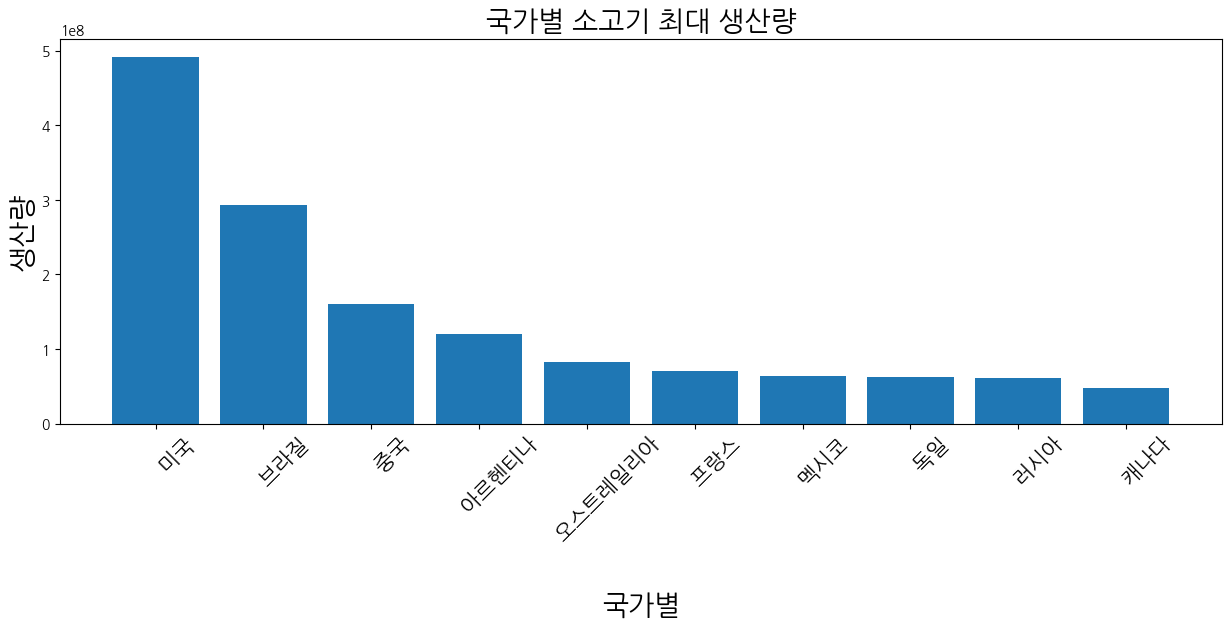 국가별 소고기 최대 생산량
1e8
5
4
3
2
1
0
생산량
미국
브라질
중국
아르헨티나
오스트레일리아
프랑스
멕시코
독일
러시아
캐나다
국가별